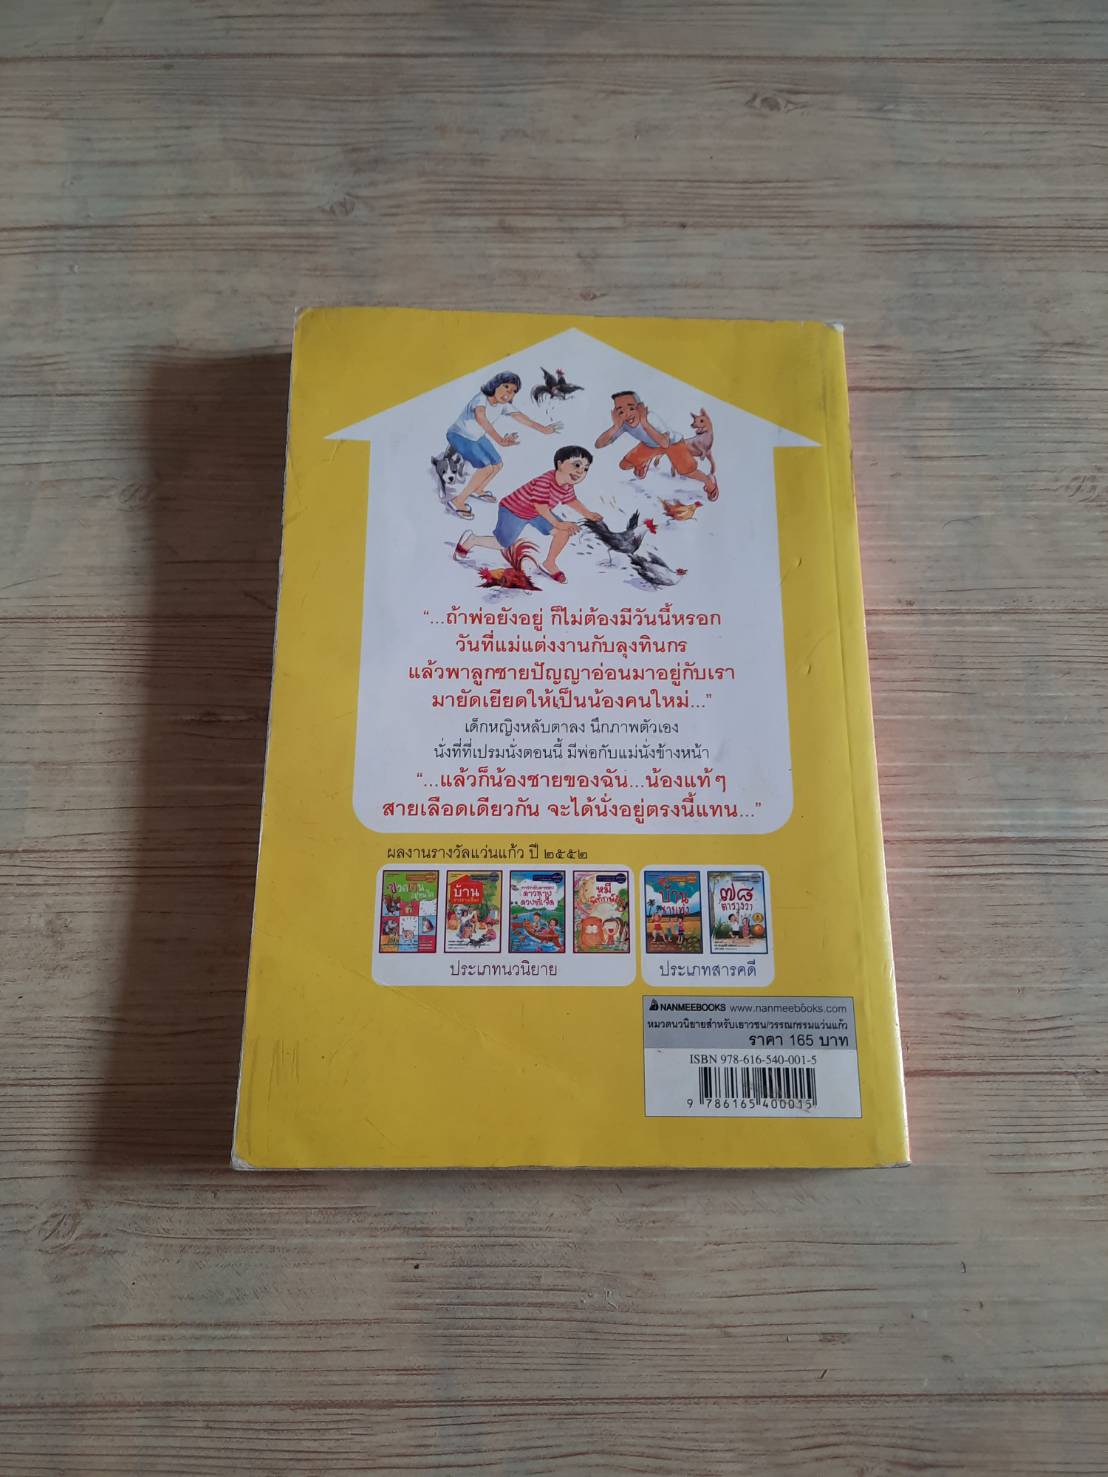 “...ถ้าพ่อยังอยู่ ก็ไม่ต้องมีวันนี้หรอก
วันที่แม่แต่งงานกับลุงทินกร
แล้วพาลูกชายปัญญาอ่อนมาอยู่กับเรา
มายัดเยียดให้เป็นน้องคนใหม่...”
เด็กหญิงหลับตาลง นึกภาพตัวเอง
นั่งที่ที่เปรมนั่งตอนนี้ มีพ่อกับแม่นั่งข้างหน้า
“...แล้วก็น้องชายของฉัน...น้องแท้ๆ
สายเลือดเดียวกัน จะได้นั่งอยู่ตรงนี้แทน...”
ผลงานรางวัลแว่นแก้ว ปี ๒๕๕๒
บ้าน
หมี
บ้าน
๗๘
ตารางวา
ประเภทนวนิยาย
ประเภทสารคดี
NANMEEBOOKS www.nanmeebooks.com
หมวดนวนิยายสำหรับเยาวชน/วรรณกรรมแว่นแก้ว
ราคา 165 บาท
ISBN 978-616-540-001-5
9 786165 400015